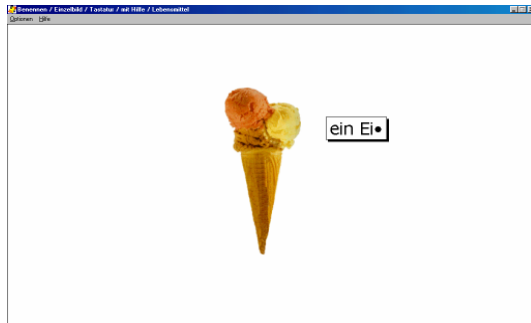 Benennen / Einzelbild / Tastatur / mit Hilfe / Lebensmittel
Optionen Hilfe
ein Ei•